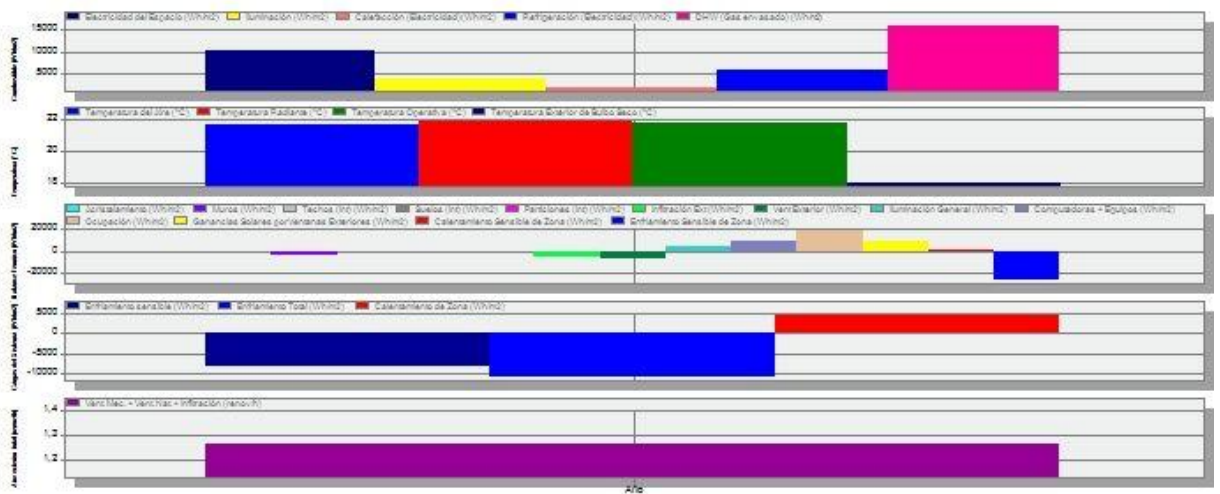 Electricidad del Espacio (Wh/m2) Iluminación (Wh/m2) Calefacción (Electricidad) (Wh/m2) Refrigeración (Electricidad) (Wh/m2) DHW (Gas envasado) (Wh/m2)
15000
10000
5000
Temperatura del Aire (°C) Temperatura Radiante (°C) Temperatura Operativa (°C) Temperatura Exterior de Bulbo Seco (°C)
22
20
18
Acristalamiento (Wh/m2) Muros (Wh/m2) Techos (Int) (Wh/m2) Suelos (Int) (Wh/m2) Particiones (Int) (Wh/m2) Infiltración Ext (Wh/m2) Vent Exterior (Wh/m2) Iluminación General (Wh/m2) Computadoras + Equipos (Wh/m2)
Ocupación (Wh/m2) Ganancias Solares por Ventanas Exteriores (Wh/m2) Calentamiento Sensible de Zona (Wh/m2) Enfriamiento Sensible de Zona (Wh/m2)
20000
0
-20000
Enfriamiento sensible (Wh/m2) Enfriamiento Total (Wh/m2) Calentamiento de Zona (Wh/m2)
5000
0
-5000
-10000
Vent Mec. + Vent Nat + Infiltración (renov/h)
1,4
1,3
1,2
Año